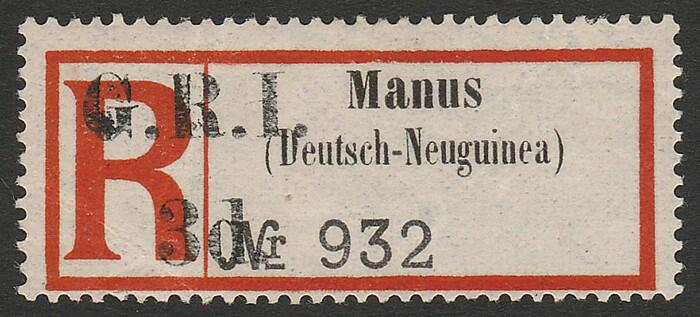 R
G.R.I.
3d.
Manus
(Deutsch-Neuguinea)
Nr 932